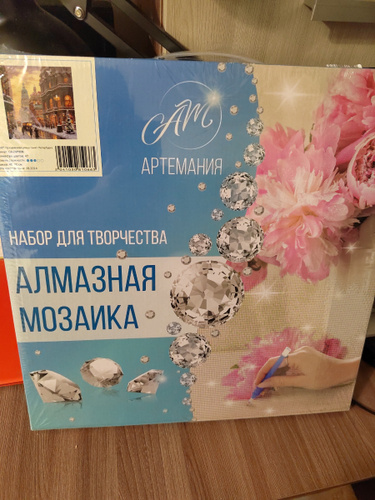 АМ
АРТЕМАНИЯ
НАБОР ДЛЯ ТВОРЧЕСТВА
АЛМАЗНАЯ
МОЗАИКА